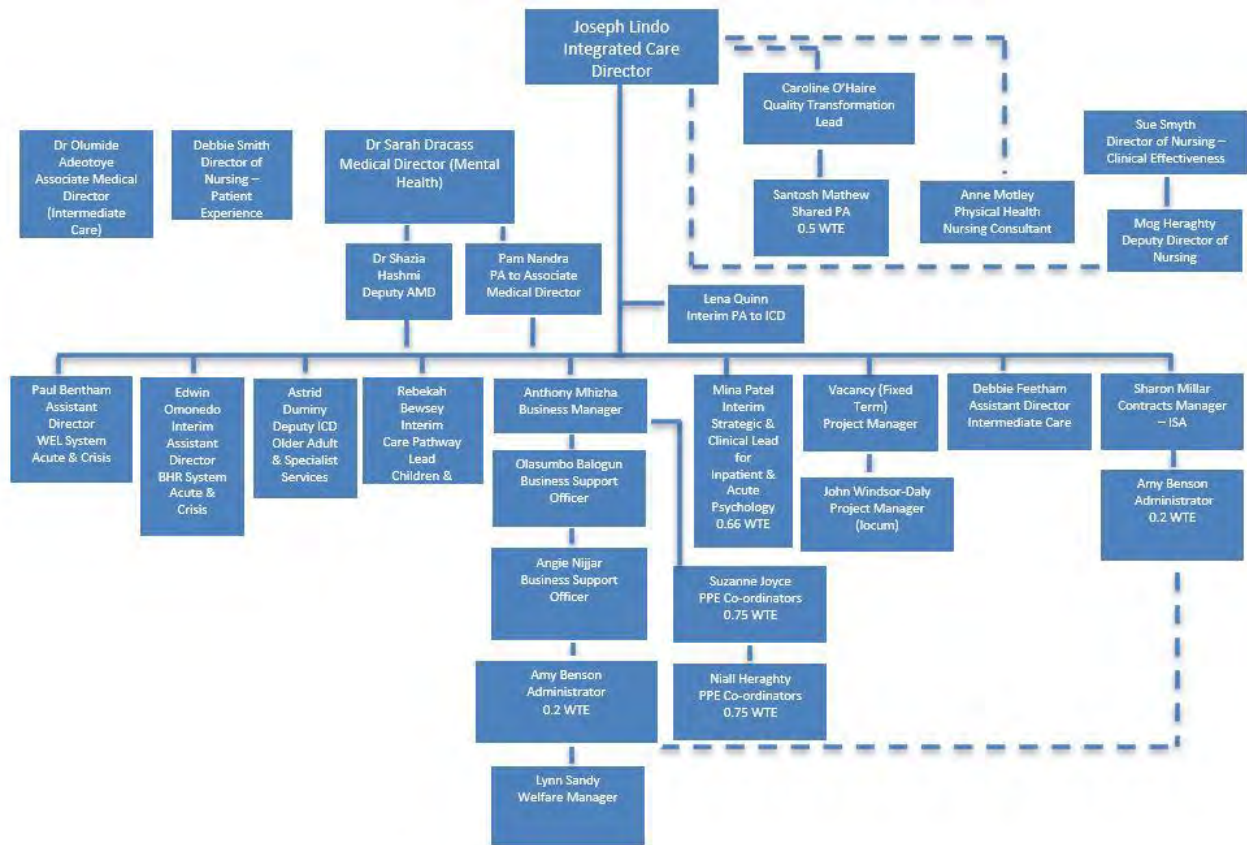 Joseph Lindo
Integrated Care
Director
Caroline O'Haire
Quality Transformation
Lead
Sue Smyth
Director of Nursing –
Clinical Effectiveness
Dr Olumide
Adeotoye
Associate Medical
Director
(Intermediate
Care)
Debbie Smith
Director of
Nursing –
Patient
Experience
Dr Sarah Dracass
Medical Director (Mental
Health)
Santosh Mathew
Shared PA
0.5 WTE
Anne Motley
Physical Health
Nursing Consultant
Mog Heraghty
Deputy Director of
Nursing
Dr Shazia
Hashmi
Deputy AMD
Pam Nandra
PA to Associate
Medical Director
Lena Quinn
Interim PA to ICD
Paul Bentham
Assistant
Director
WEL System
Acute & Crisis
Edwin
Omonedo
Interim
Assistant
Director
BHR System
Acute &
Crisis
Astrid
Duminy
Deputy ICD
Older Adult
& Specialist
Services
Rebekah
Bewsey
Interim
Care Pathway
Lead
Children &
Anthony Mhizha
Business Manager
Mina Patel
Interim
Strategic &
Clinical Lead
for
Inpatient &
Acute
Psychology
0.66 WTE
Vacancy (Fixed
Term)
Project Manager
Debbie Feetham
Assistant Director
Intermediate Care
Sharon Millar
Contracts Manager
– ISA
Olasumbo Balogun
Business Support
Officer
John Windsor-Daly
Project Manager
(locum)
Amy Benson
Administrator
0.2 WTE
Angie Nijjar
Business Support
Officer
Suzanne Joyce
PPE Co-ordinators
0.75 WTE
Amy Benson
Administrator
0.2 WTE
Niall Heraghty
PPE Co-ordinators
0.75 WTE
Lynn Sandy
Welfare Manager